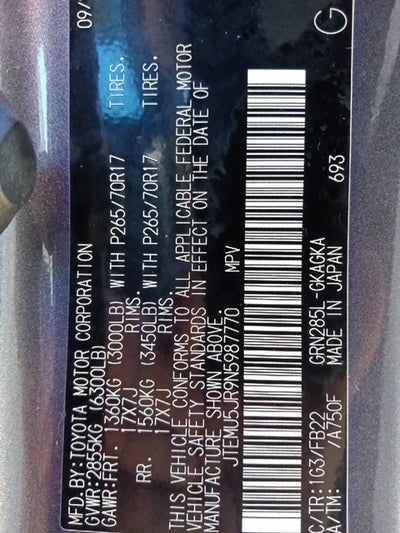 MFD.BY:TOYOTA MOTOR CORPORATION 09/
GVWR:2855KG (6300LB)
GAWR:FRT. 1360KG (3000LB) WITH P265/70R17 TIRES,
17X7J RIMS.
RR. 1560KG (3450LB) WITH P265/70R17 TIRES,
17X7J RIMS.
THIS VEHICLE CONFORMS TO ALL APPLICABLE FEDERAL MOTOR
VEHICLE SAFETY STANDARDS IN EFFECT ON THE DATE OF
MANUFACTURE SHOWN ABOVE.
JTEMU5JR9N5987770 MPV
C/TR:1G3/FB22 GRN285L-GKAGKA
A/TM: /A750F MADE IN JAPAN 693
G